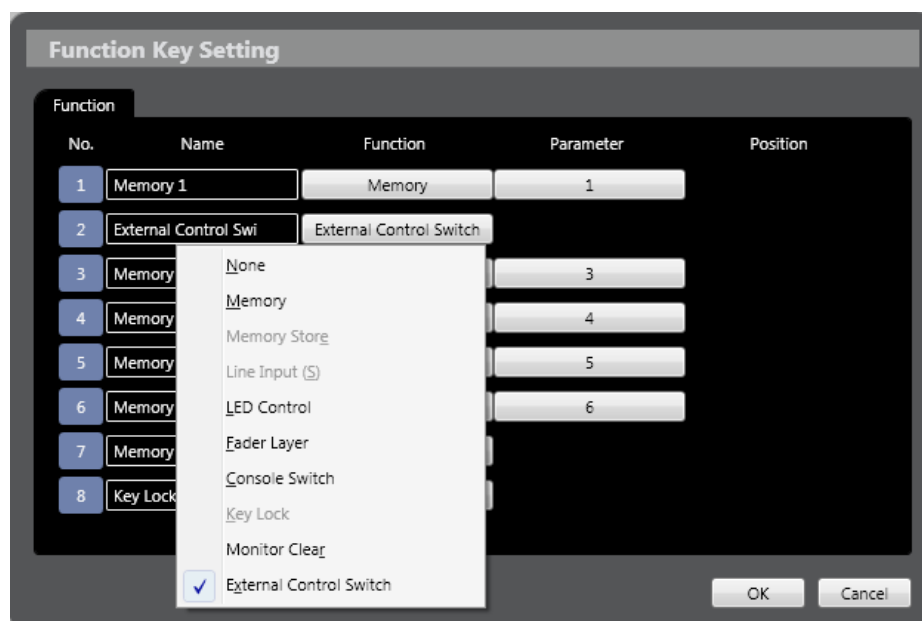 Function Key Setting
Function
No. Name Function Parameter Position
1 Memory 1 Memory 1
2 External Control Swi External Control Switch
None
3 Memory 3
Memory
4 Memory 4
Memory Store
5 Memory 5
Line Input (S)
6 Memory 6
LED Control
7 Memory
Fader Layer
8 Key Lock
Console Switch
Key Lock
Monitor Clear
External Control Switch
OK Cancel